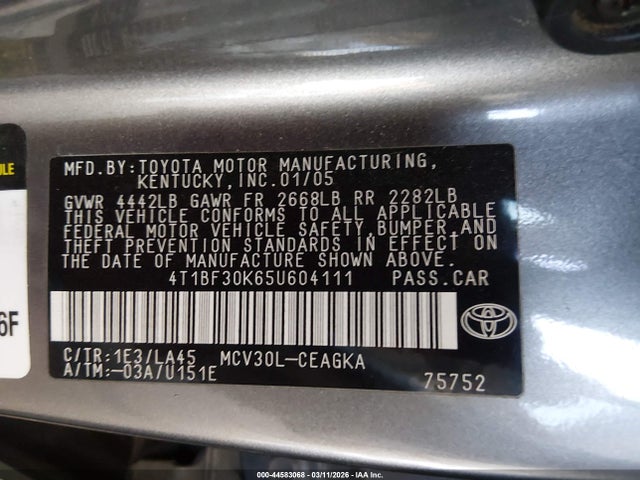 ULE
6F
MFD.BY:TOYOTA MOTOR MANUFACTURING,
KENTUCKY,INC.01/05
GVWR 4442LB GAWR FR 2668LB RR 2282LB
THIS VEHICLE CONFORMS TO ALL APPLICABLE
FEDERAL MOTOR VEHICLE SAFETY,BUMPER,AND
THEFT PREVENTION STANDARDS IN EFFECT ON
THE DATE OF MANUFACTURE SHOWN ABOVE.
4T1BF30K65U604111 PASS.CAR
C/TR:1E3/LA45 MCV30L-CEAGKA
A/TM:-03A/U151E 75752
000-44583068 - 03/11/2026 - IAA Inc.